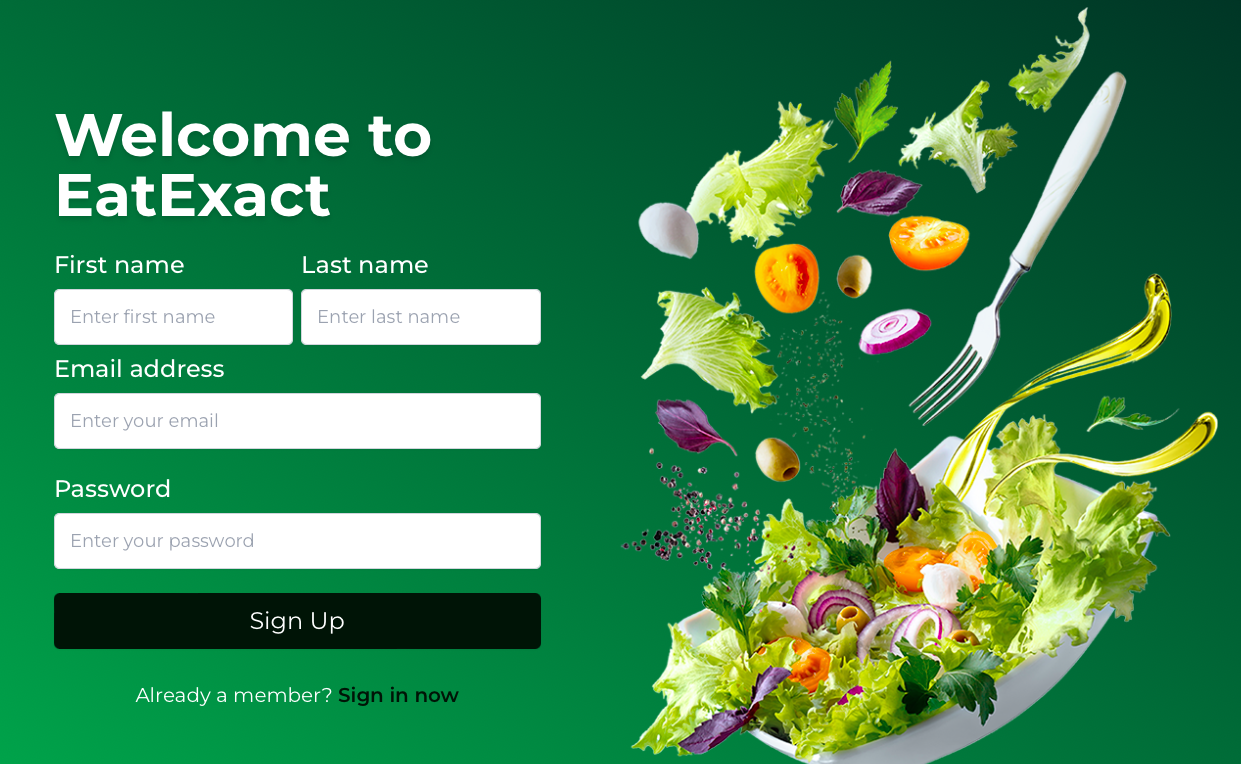 Welcome to
EatExact
First name
Last name
Enter first name
Enter last name
Email address
Enter your email
Password
Enter your password
Sign Up
Already a member? Sign in now